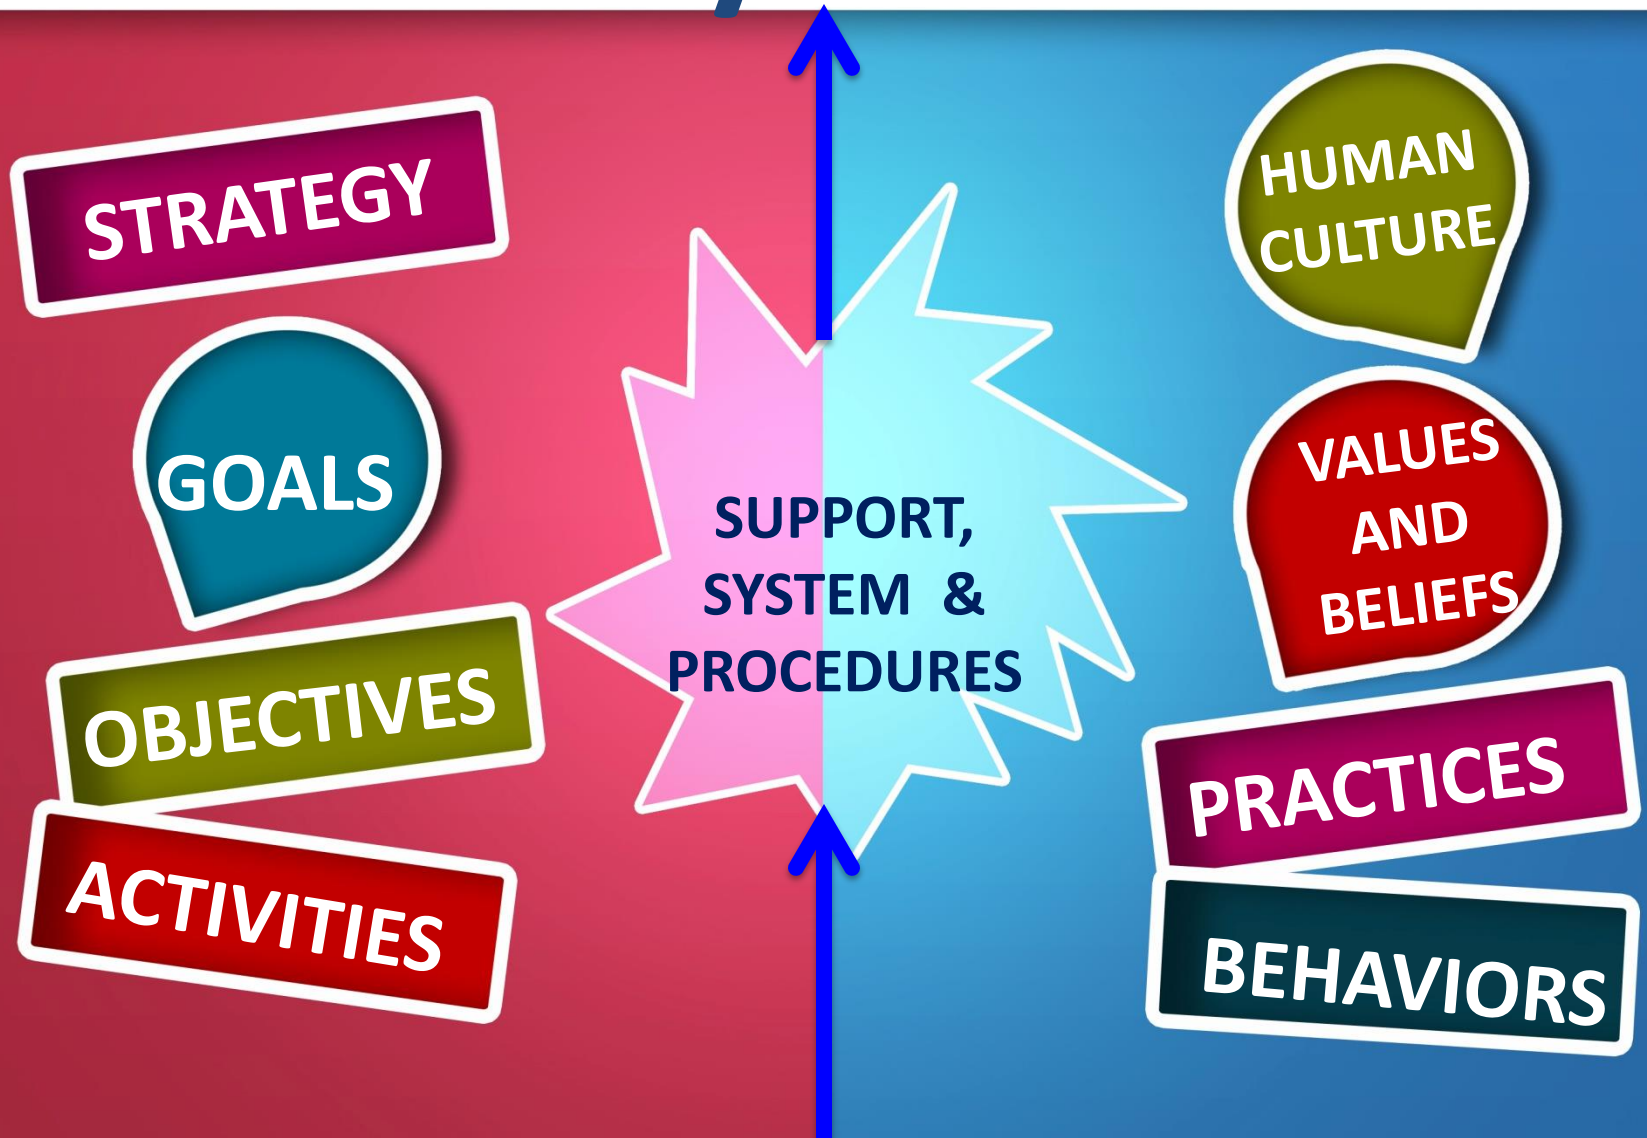 STRATEGY
GOALS
OBJECTIVES
ACTIVITIES
SUPPORT,
SYSTEM & 
PROCEDURES
HUMAN
CULTURE
VALUES
AND
BELIEFS
PRACTICES
BEHAVIORS